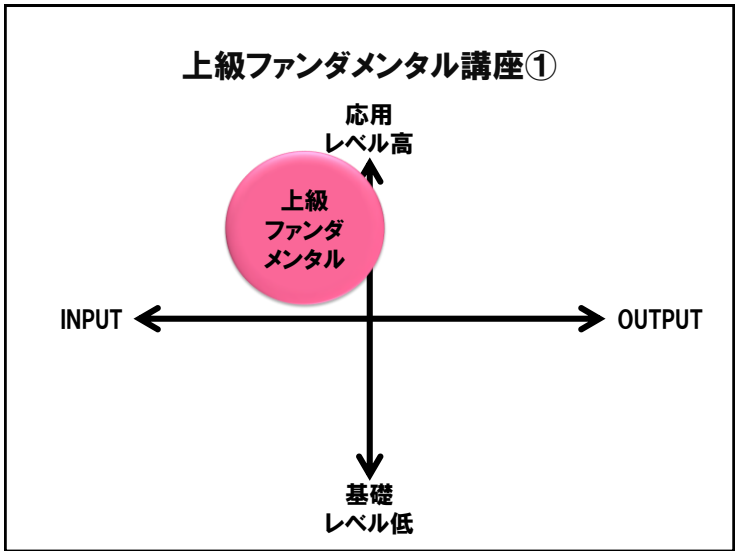 上級ファンダメンタル講座①
応用
レベル高
上級
ファンダ
メンタル
INPUT
OUTPUT
基礎
レベル低